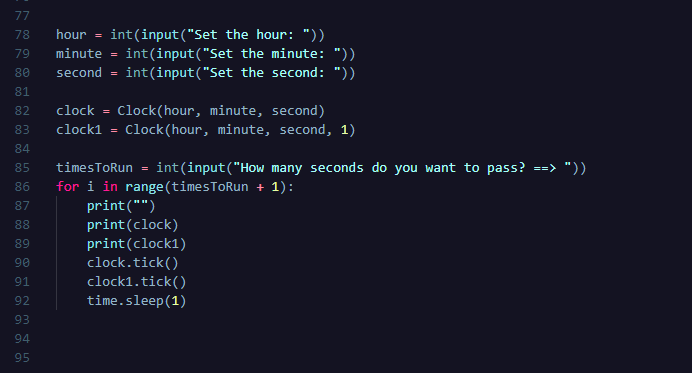 77
78 hour = int(input("Set the hour: "))
79 minute = int(input("Set the minute: "))
80 second = int(input("Set the second: "))
81
82 clock = Clock(hour, minute, second)
83 clock1 = Clock(hour, minute, second, 1)
84
85 timesToRun = int(input("How many seconds do you want to pass? ==> "))
86 for i in range(timesToRun + 1):
87     print("")
88     print(clock)
89     print(clock1)
90     clock.tick()
91     clock1.tick()
92     time.sleep(1)
93
94
95